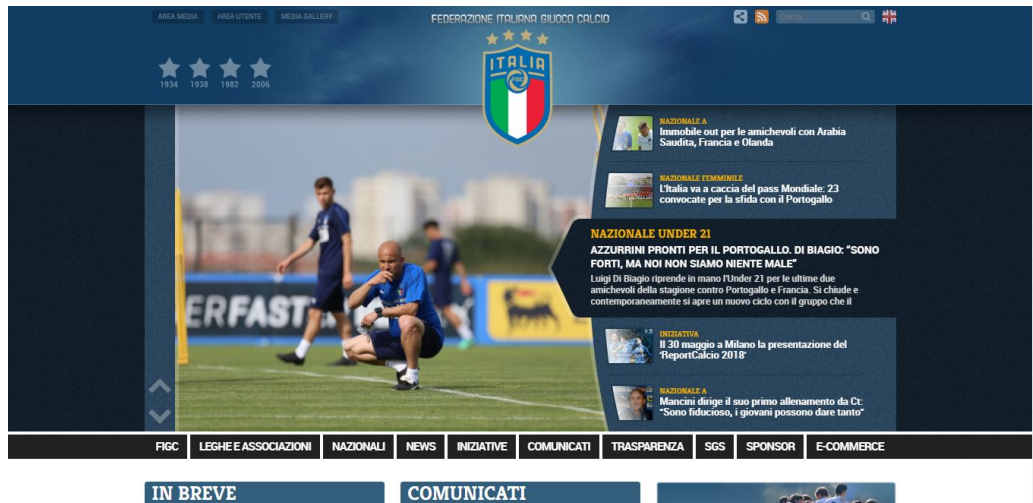 AREA MEDIA
AREA UTENTE
MEDIA GALLERY
FEDERAZIONE ITALIANA GIUOCO CALCIO
Cerca
1934 1938 1982 2006
ITALIA
FIGC
NAZIONALE A
Immobile out per le amichevoli con Arabia
Saudita, Francia e Olanda
NAZIONALE FEMMINILE
L'Italia va a caccia del pass Mondiale: 23
convocate per la sfida con il Portogallo
NAZIONALE UNDER 21
AZZURRINI PRONTI PER IL PORTOGALLO. DI BIAGIO: “SONO
FORTI, MA NOI NON SIAMO NIENTE MALE”
Luigi Di Biagio riprende in mano l'Under 21 per le ultime due
amichevoli della stagione contro Portogallo e Francia. Si chiude e
contemporaneamente si apre un nuovo ciclo con il gruppo che il
ERFAST
INIZIATIVA
Il 30 maggio a Milano la presentazione del
'ReportCalcio 2018'
NAZIONALE A
Mancini dirige il suo primo allenamento da Ct:
“Sono fiducioso, i giovani possono dare tanto”
FIGC LEGHE E ASSOCIAZIONI NAZIONALI NEWS INIZIATIVE COMUNICATI TRASPARENZA SGS SPONSOR E-COMMERCE
IN BREVE
COMUNICATI